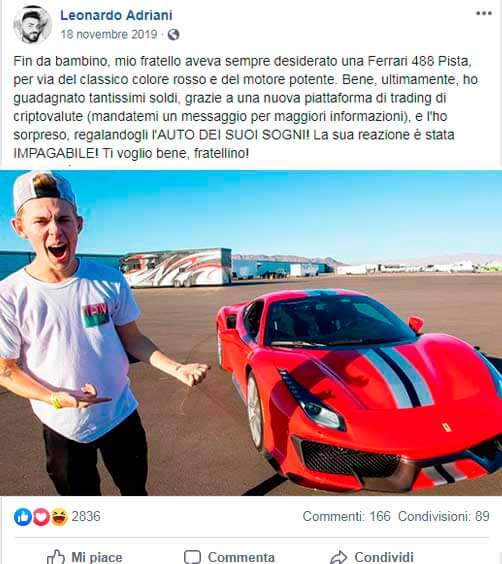 Leonardo Adriani
18 novembre 2019 ·
Fin da bambino, mio fratello aveva sempre desiderato una Ferrari 488 Pista,
per via del classico colore rosso e del motore potente. Bene, ultimamente, ho
guadagnato tantissimi soldi, grazie a una nuova piattaforma di trading di
criptovalute (mandatemi un messaggio per maggiori informazioni), e l'ho
sorpreso, regalandogli l'AUTO DEI SUOI SOGNI! La sua reazione è stata
IMPAGABILE! Ti voglio bene, fratellino!
2836
Commenti: 166 Condivisioni: 89
Mi piace
Commenta
Condividi